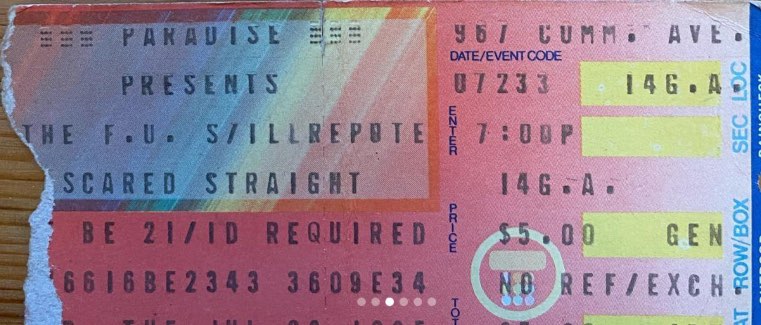 PARADISE
PRESENTS
THE F.U. S/ILLREPUTE
SCARED STRAIGHT
BE 21/ID REQUIRED
6616BE2343 3609E34
967 COMM. AVE.
DATE/EVENT CODE
07233 14G.A.
ENTER
7:00P
14G.A.
PRICE
$5.00 GEN
NO REF/EXCH.
SEC LOC
ROW/BOX